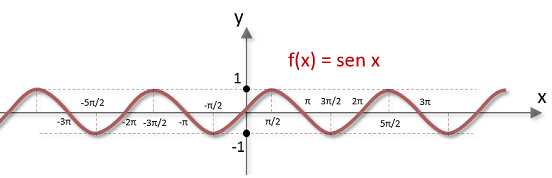 y
f(x) = sen x
1
x
-5π/2
-π/2
π
3π/2
2π
3π
-3π
-2π
-3π/2
-π
π/2
5π/2
-1